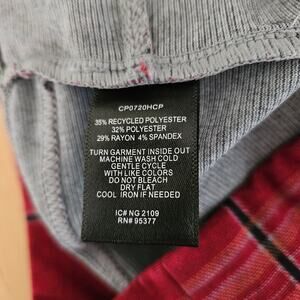 CP0720HCP
35% RECYCLED POLYESTER
32% POLYESTER
29% RAYON 4% SPANDEX
TURN GARMENT INSIDE OUT
MACHINE WASH COLD
GENTLE CYCLE
WITH LIKE COLORS
DO NOT BLEACH
DRY FLAT
COOL IRON IF NEEDED
IC# NG 2109
RN# 95377